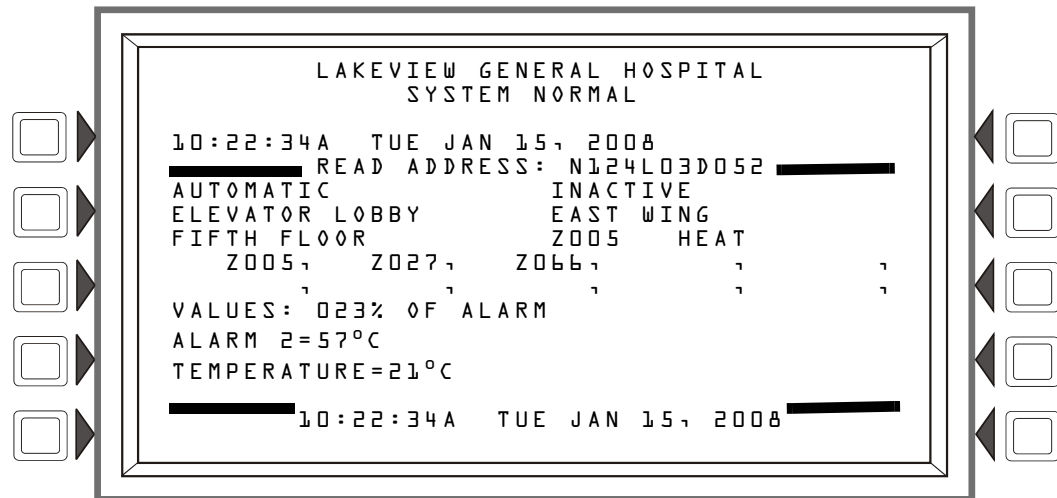 LAKEVIEW GENERAL HOSPITAL
SYSTEM NORMAL
10:22:34A TUE JAN 15, 2008
READ ADDRESS: N124L03D052
AUTOMATIC INACTIVE
ELEVATOR LOBBY EAST WING
FIFTH FLOOR Z005 HEAT
Z005, Z027, Z066, , ,
, , , , ,
VALUES: 023% OF ALARM
ALARM 2=57°C
TEMPERATURE=21°C
10:22:34A TUE JAN 15, 2008